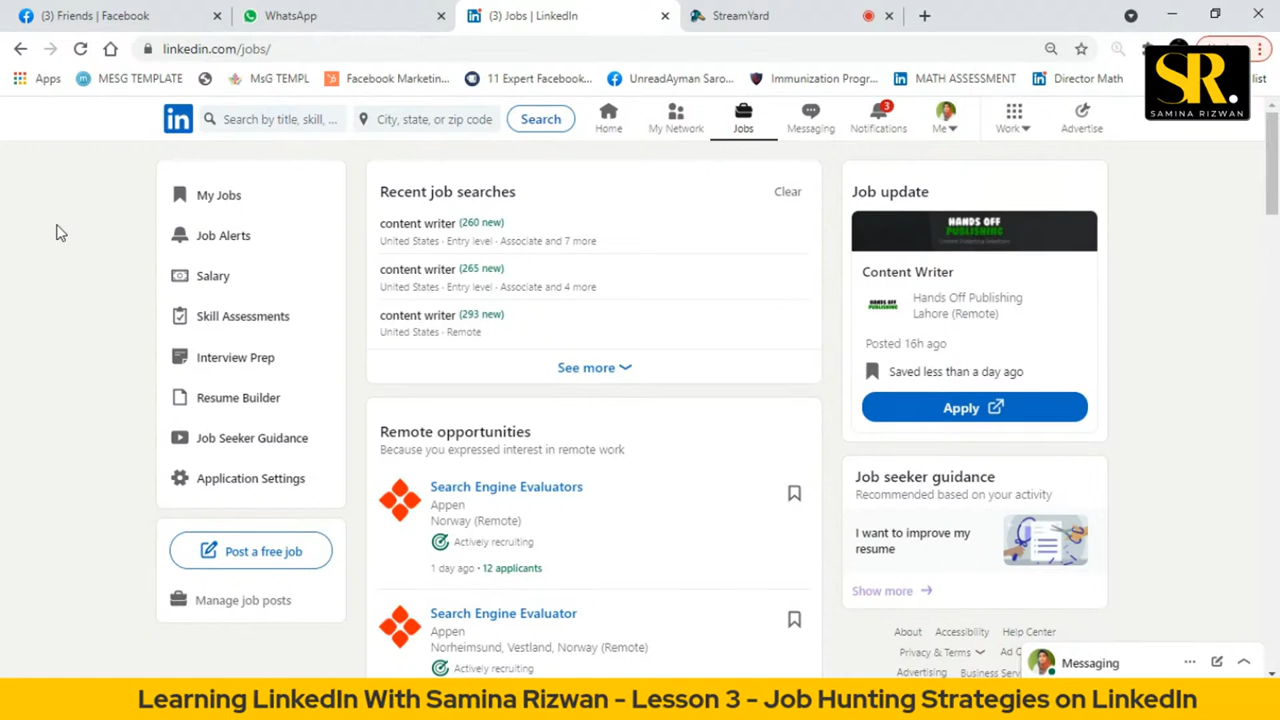 (3) Friends | Facebook
WhatsApp
(3) Jobs | LinkedIn
StreamYard
linkedin.com/jobs/
Apps
MESG TEMPLATE
MsG TEMPL
Facebook Marketin...
11 Expert Facebook...
UnreadAyman Saro...
Immunization Progr...
MATH ASSESSMENT
Director Math
list
SR.
SAMINA RIZWAN
in
Search by title, skill, ...
City, state, or zip code
Search
Home
My Network
Jobs
Messaging
3
Notifications
Me
Work
Advertise
My Jobs
Job Alerts
Salary
Skill Assessments
Interview Prep
Resume Builder
Job Seeker Guidance
Application Settings
Post a free job
Manage job posts
Recent job searches
Clear
content writer (260 new)
United States · Entry level · Associate and 7 more
content writer (265 new)
United States · Entry level · Associate and 4 more
content writer (293 new)
United States · Remote
See more
Remote opportunities
Because you expressed interest in remote work
Search Engine Evaluators
Appen
Norway (Remote)
Actively recruiting
1 day ago · 12 applicants
Search Engine Evaluator
Appen
Norheimsund, Vestland, Norway (Remote)
Actively recruiting
Job update
HANDS OFF
PUBLISHING
Content Writer
HANDS OFF
PUBLISHING
Hands Off Publishing
Lahore (Remote)
Posted 16h ago
Saved less than a day ago
Apply
Job seeker guidance
Recommended based on your activity
I want to improve my
resume
Show more
About
Accessibility
Help Center
Privacy & Terms
Ad C
Advertising
Business Serv
Messaging
Learning LinkedIn With Samina Rizwan - Lesson 3 - Job Hunting Strategies on LinkedIn